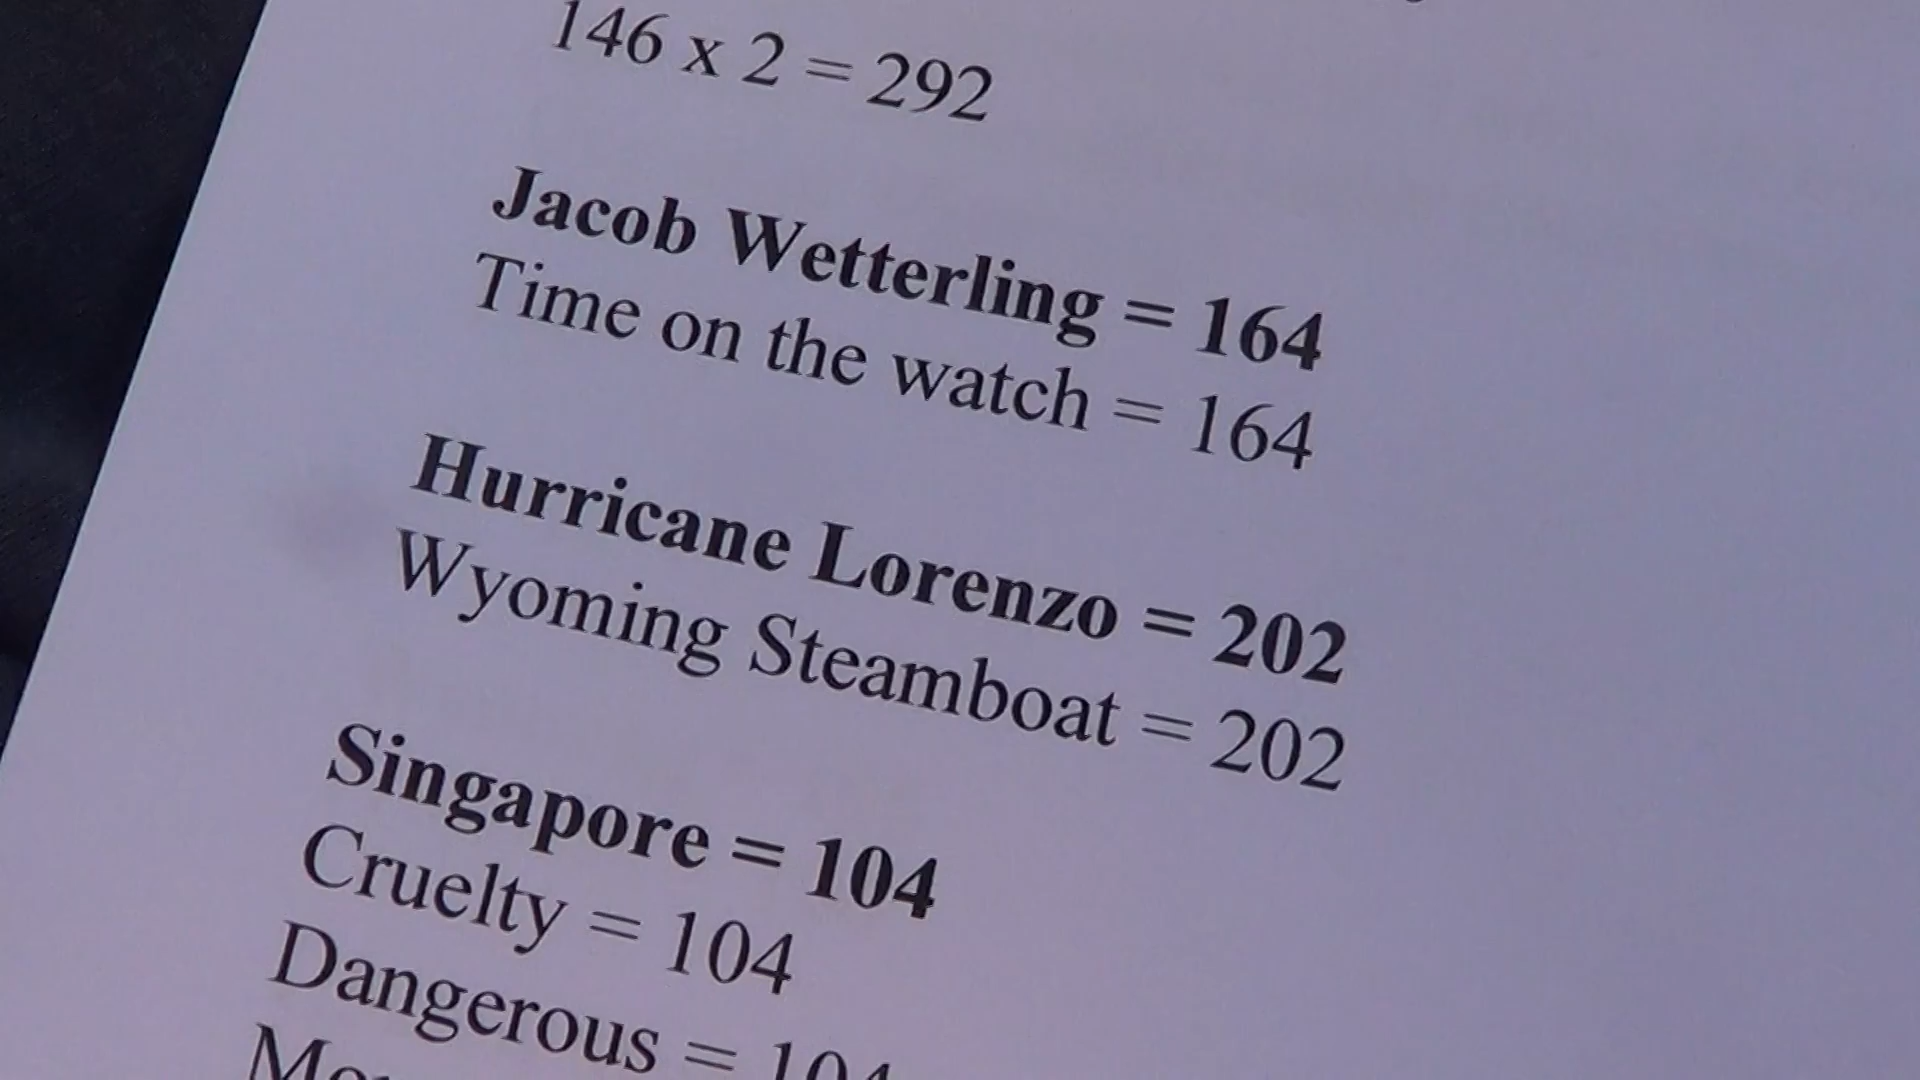 146 x 2 = 292
Jacob Wetterling = 164
Time on the watch = 164
Hurricane Lorenzo = 202
Wyoming Steamboat = 202
Singapore = 104
Cruelty = 104
Dangerous = 104